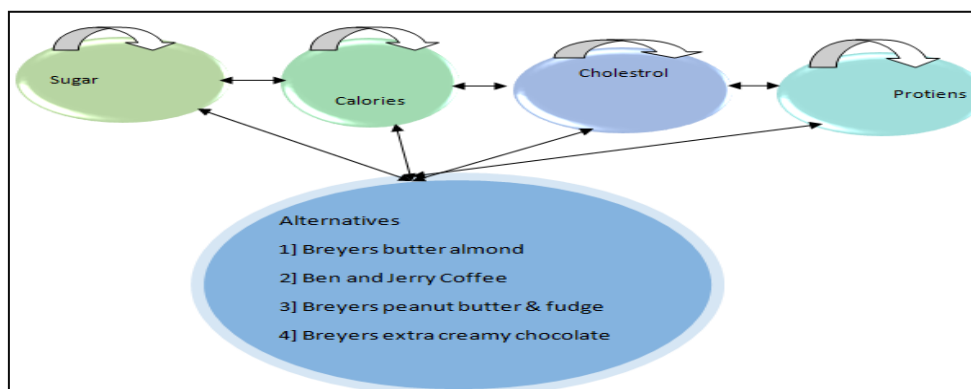 Sugar
Calories
Cholestrol
Protiens
Alternatives
1] Breyers butter almond
2] Ben and Jerry Coffee
3] Breyers peanut butter & fudge
4] Breyers extra creamy chocolate